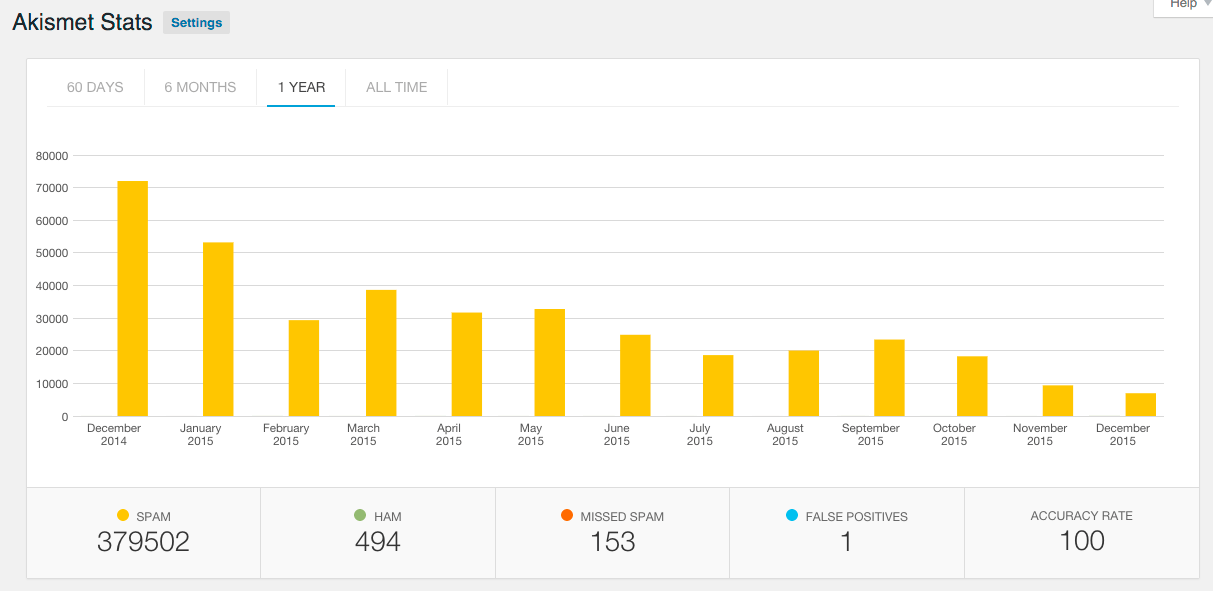 Help
Akismet Stats Settings
60 DAYS 6 MONTHS 1 YEAR ALL TIME
80000
70000
60000
50000
40000
30000
20000
10000
0
December January February March April May June July August September October November December
2014 2015 2015 2015 2015 2015 2015 2015 2015 2015 2015 2015 2015
SPAM HAM MISSED SPAM FALSE POSITIVES ACCURACY RATE
379502 494 153 1 100